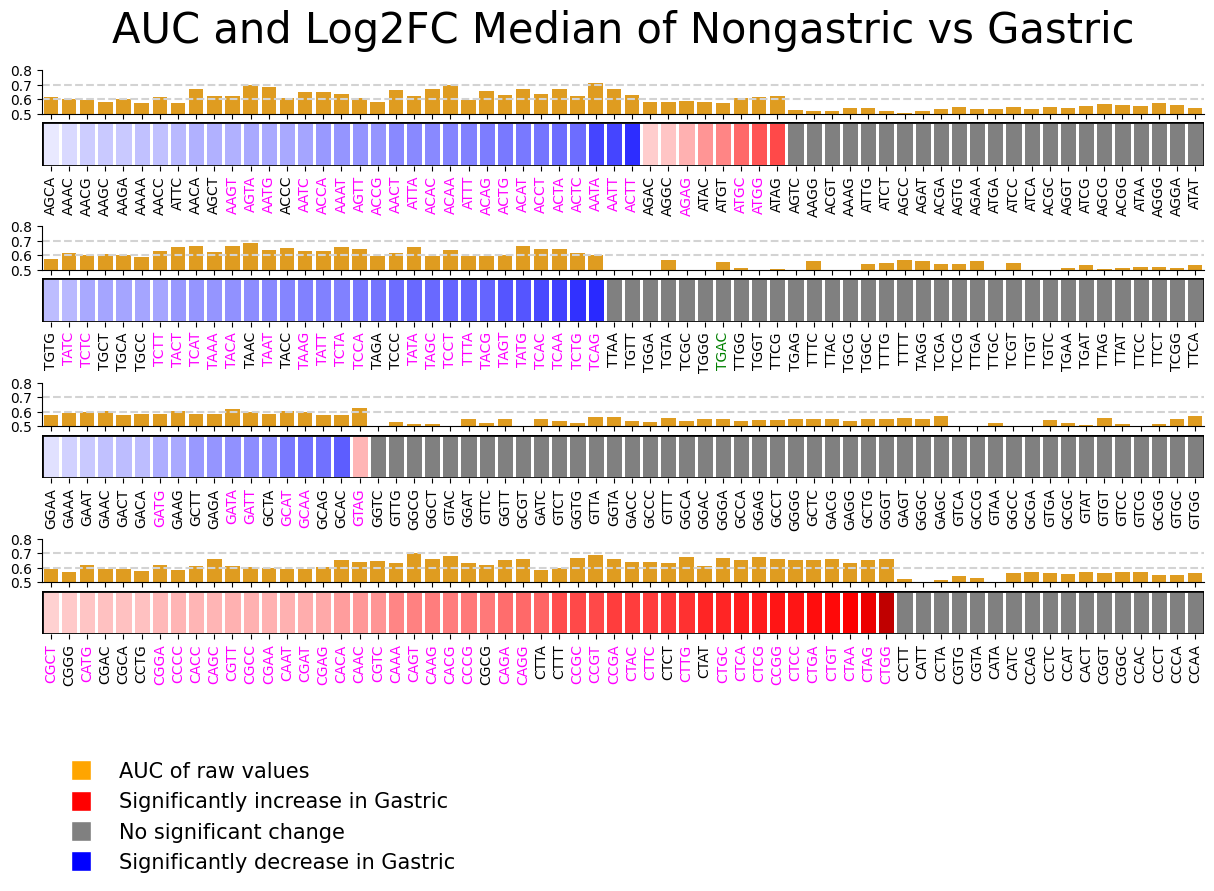 AUC and Log2FC Median of Nongastric vs Gastric
0.8
0.7
0.6
0.5
AGCA AAAC AACG AAGC AAGA AAAA AACC ATTC AACA AGCT AAGT AGTA AATG ACCC AATC ACCA AAAT AGTT ACCG AACT ATTA ACAC ACAA ATTT ACAG ACTG ACAT ACCT ACTA ACTC AATA AATT ACTT AGAC AGGC AGAG ATAC ATGT ATGC ATGG ATAG AGTC AAGG ACGT AAAG ATTG ATCT AGCC AGAT ACGA AGTG AGAA ATGA ATCC ATCA ACGC AGGT ATCG AGCG ACGG ATAA AGGG AGGA ATAT
0.8
0.7
0.6
0.5
TGTG TATC TCTC TGCT TGCA TGCC TCTT TACT TCAT TAAA TACA TAAC TAAT TACC TAAG TATT TCTA TCCA TAGA TCCC TATA TAGC TCCT TTTA TACG TAGT TATG TCAC TCAA TCTG TCAG TTAA TGTT TGGA TGTA TCGC TGGG TGAC TTGG TGGT TTCG TGAG TTTC TTAC TGCG TGGC TTTG TTTT TAGG TCGA TCCG TTGA TTGC TCGT TTGT TGTC TGAA TGAT TTAG TTAT TTCC TTCT TCGG TTCA
0.8
0.7
0.6
0.5
GGAA GAAA GAAT GAAC GACT GACA GATG GAAG GCTT GAGA GATA GATT GCTA GCAT GCAA GCAG GCAC GTAG GGTC GTTG GGCG GGCT GTAC GGAT GTTC GGTT GCGT GATC GTCT GGTG GTTA GGTA GACC GCCC GTTT GGCA GGAC GGGA GCCA GGAG GCCT GGGG GCTC GACG GAGG GCTG GGGT GAGT GGGC GAGC GTCA GCCG GTAA GGCC GCGA GTGA GCGC GTAT GTGT GTCC GTCG GCGG GTGC GTGG
0.8
0.7
0.6
0.5
CGCT CGGG CATG CGAC CGCA CCTG CGGA CCCC CACC CAGC CGTT CGCC CGAA CAAT CGAT CGAG CACA CAAC CGTC CAAA CAGT CAAG CACG CCCG CGCG CAGA CAGG CTTA CTTT CCGC CCGT CCGA CTAC CTTC CTCT CTTG CTAT CTGC CTCA CTCG CCGG CTCC CTGA CTGT CTAA CTAG CTGG CCTT CATT CCTA CGTG CGTA CATA CATC CCAG CCTC CCAT CACT CGGT CGGC CCAC CCCT CCCA CCAA
AUC of raw values
Significantly increase in Gastric
No significant change
Significantly decrease in Gastric